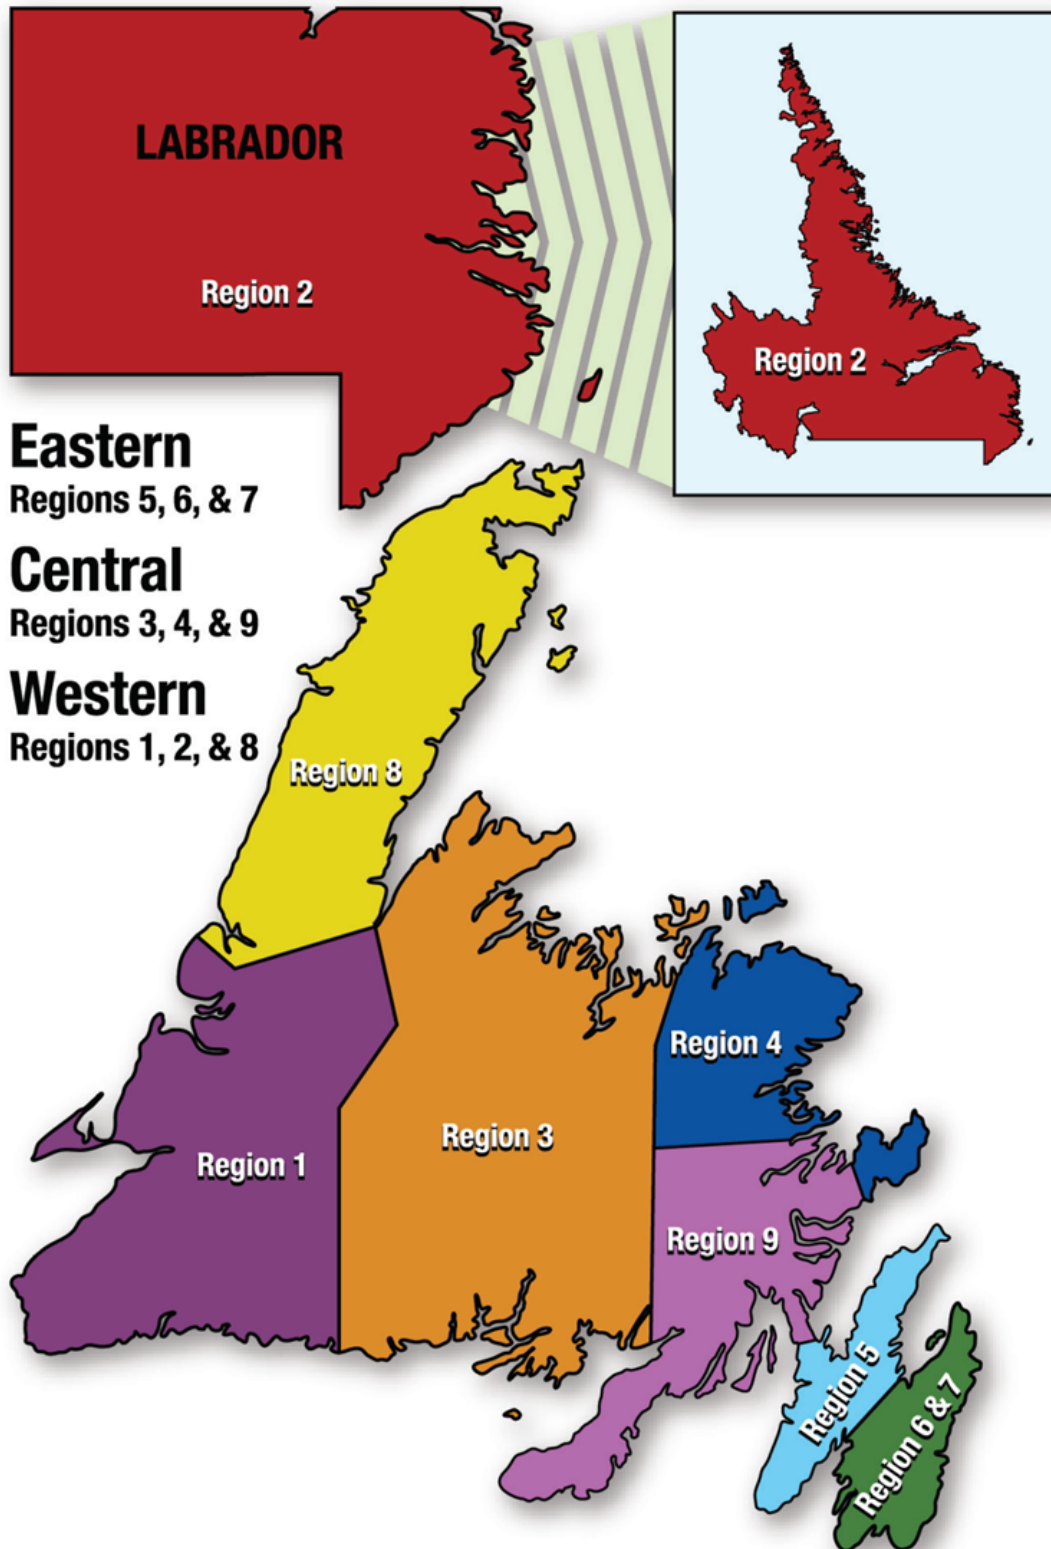 LABRADOR
Region 2
Region 2
Eastern
Regions 5, 6, & 7
Central
Regions 3, 4, & 9
Western
Regions 1, 2, & 8
Region 8
Region 4
Region 3
Region 1
Region 9
Region 5
Region 6 & 7